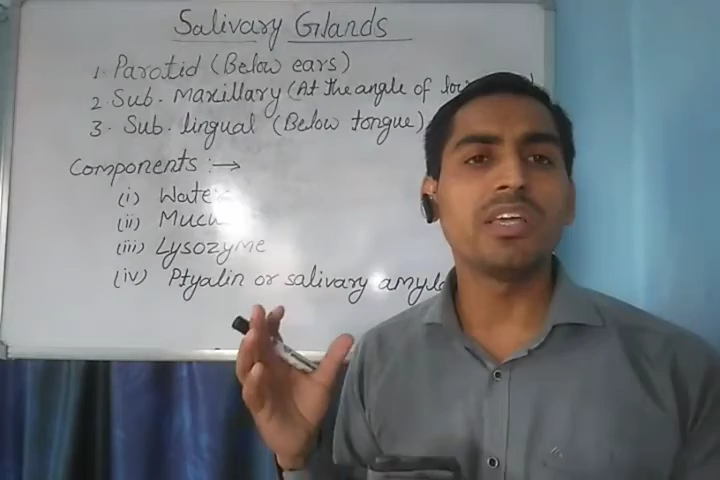 Salivary Glands
1. Parotid (Below ears)
2. Sub. Maxillary (At the angle of
3. Sub. lingual (Below tongue)
Components :→
(i) Water
(ii)
(iii) Lysozyme
(iv) Ptyalin or salivary